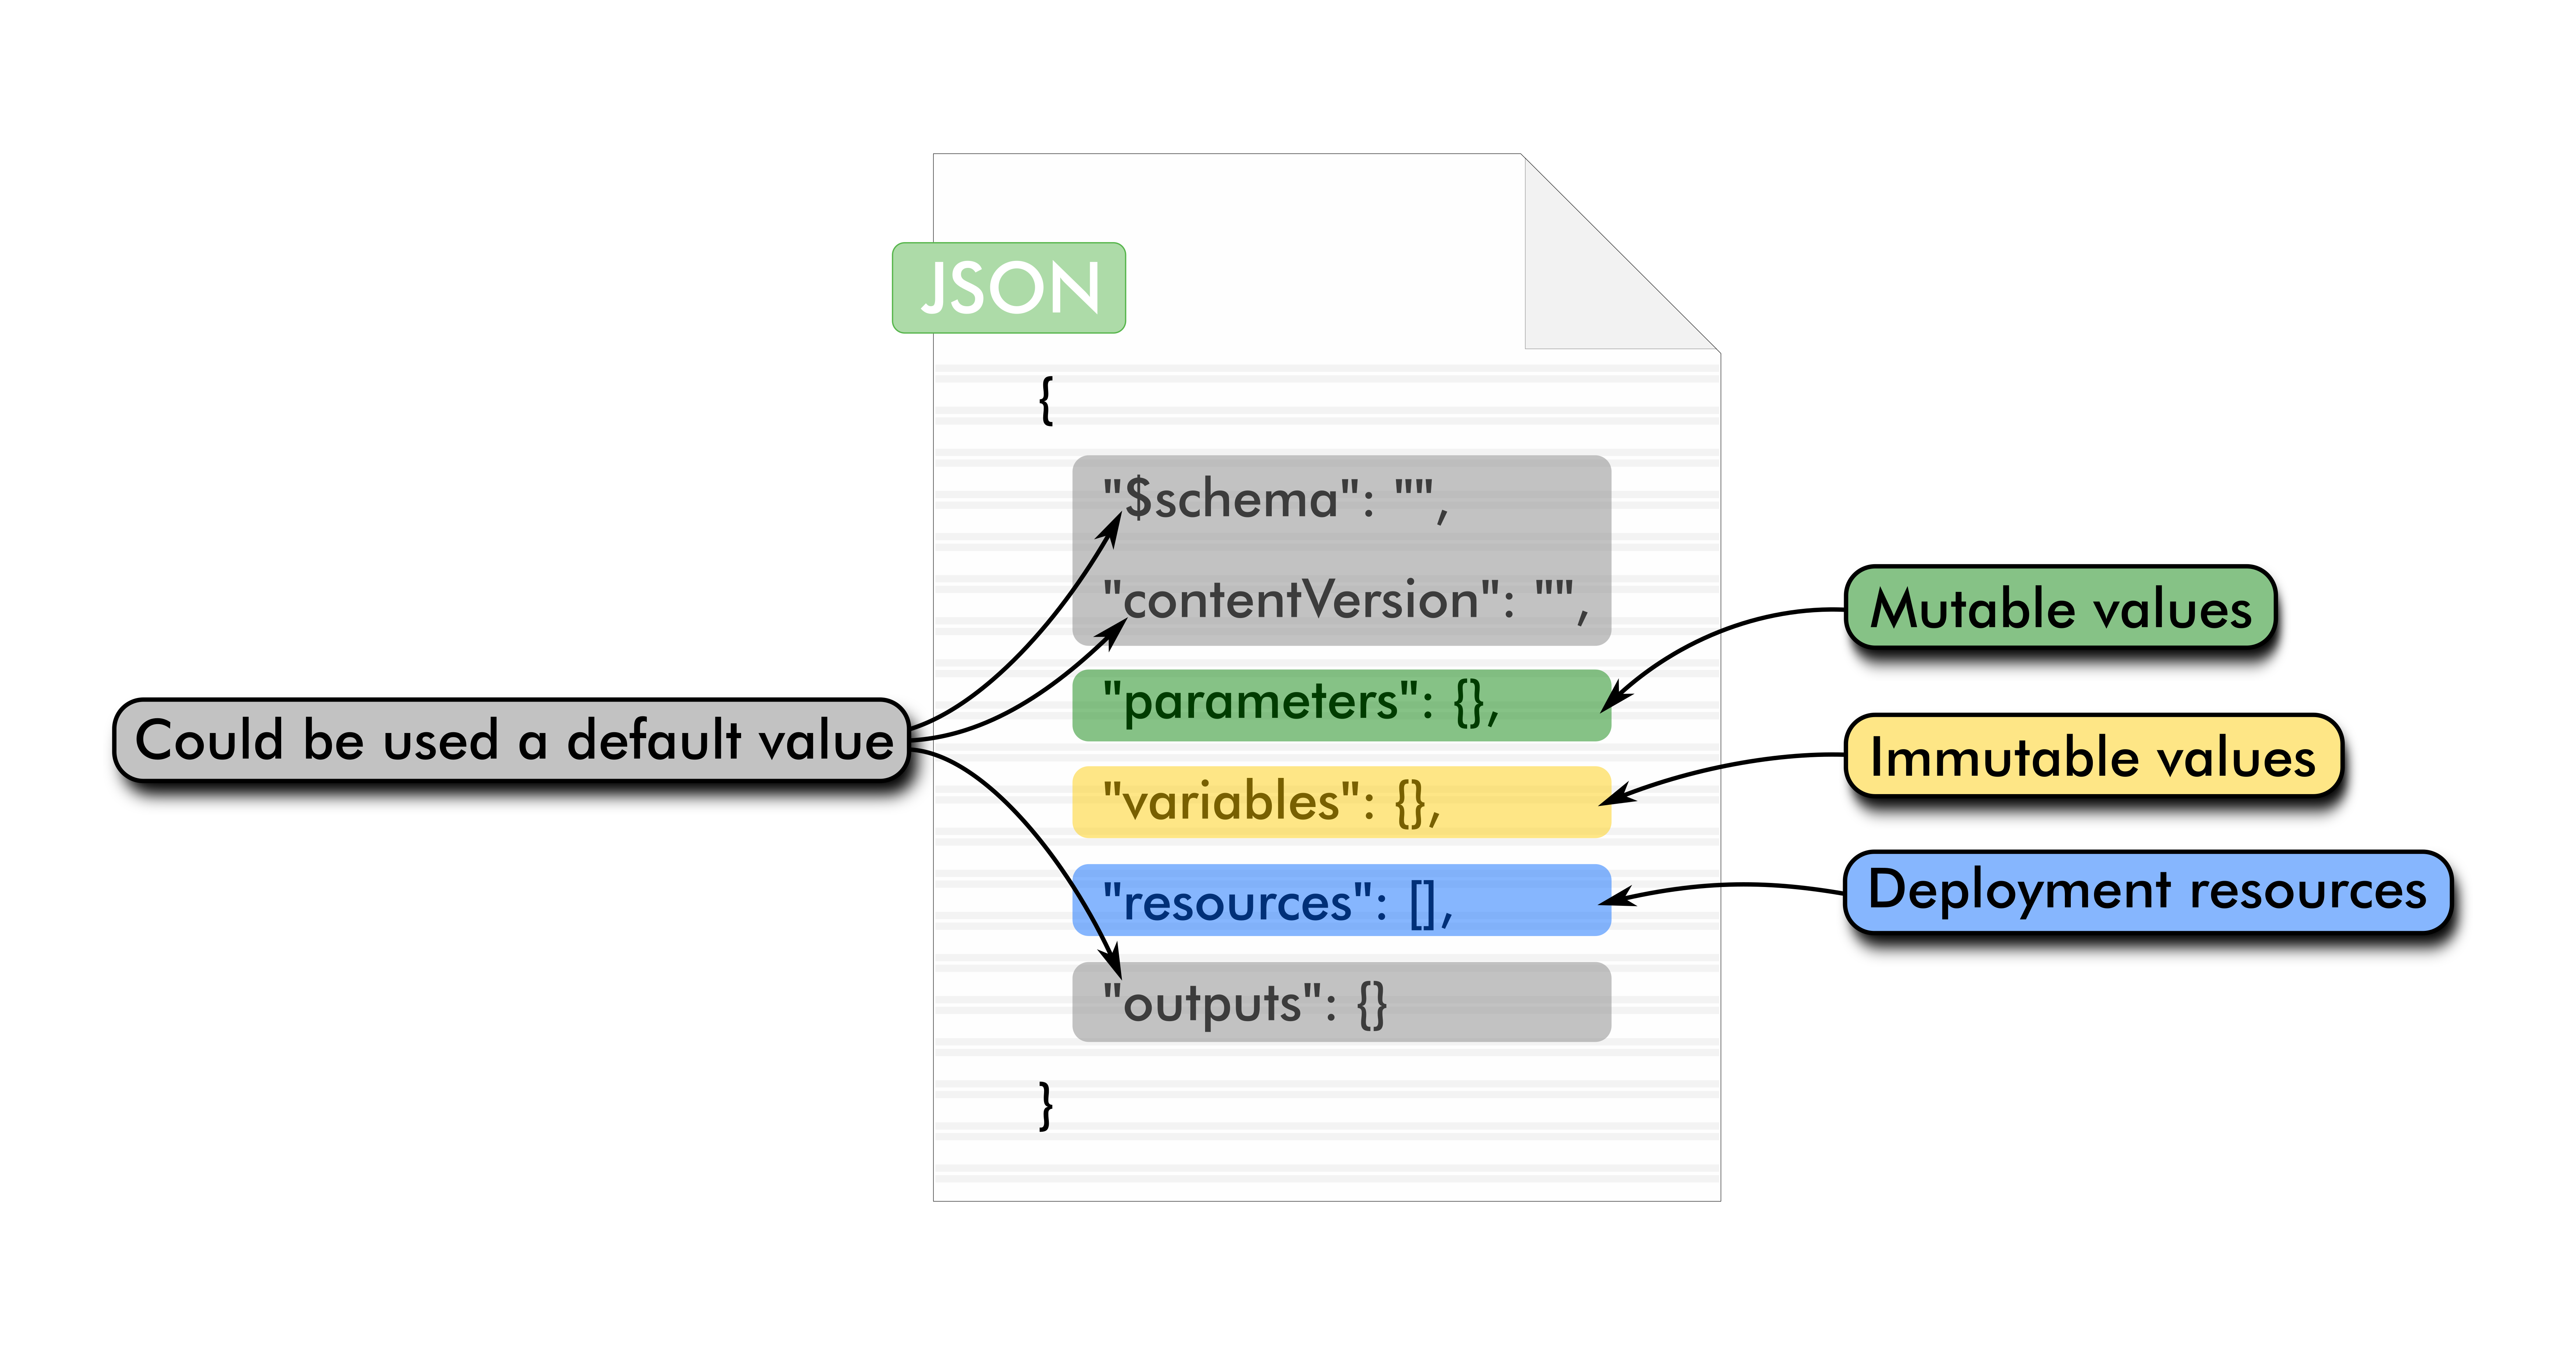 JSON
{
"$schema": "",
"contentVersion": "",
"parameters": {},
"variables": {},
"resources": [],
"outputs": {}
}
Could be used a default value
Mutable values
Immutable values
Deployment resources